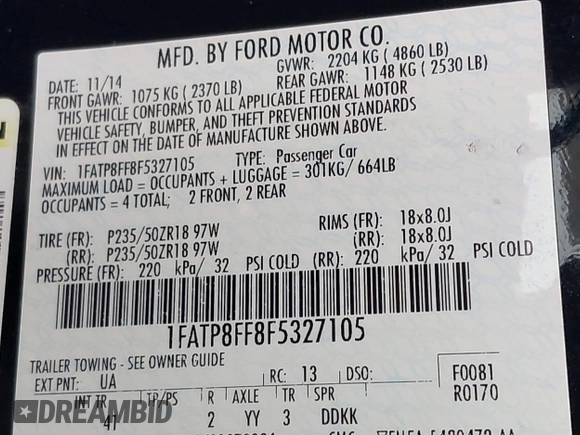 MFD. BY FORD MOTOR CO.
DATE: 11/14 GVWR: 2204 KG ( 4860 LB)
FRONT GAWR: 1075 KG ( 2370 LB) REAR GAWR: 1148 KG ( 2530 LB)
THIS VEHICLE CONFORMS TO ALL APPLICABLE FEDERAL MOTOR
VEHICLE SAFETY, BUMPER, AND THEFT PREVENTION STANDARDS
IN EFFECT ON THE DATE OF MANUFACTURE SHOWN ABOVE.
VIN: 1FATP8FF8F5327105 TYPE: Passenger Car
MAXIMUM LOAD = OCCUPANTS + LUGGAGE = 301KG/ 664LB
OCCUPANTS = 4 TOTAL; 2 FRONT, 2 REAR
TIRE (FR): P235/50ZR18 97W RIMS (FR): 18x8.0J
(RR): P235/50ZR18 97W (RR): 18x8.0J
PRESSURE (FR): 220 kPa/ 32 PSI COLD (RR): 220 kPa/ 32 PSI COLD
1FATP8FF8F5327105
TRAILER TOWING - SEE OWNER GUIDE
EXT PNT: UA RC: 13 DSO: F0081
R0170
INT TR TP/PS R AXLE TR SPR
41 2 YY 3 DDKK
DREAMBID